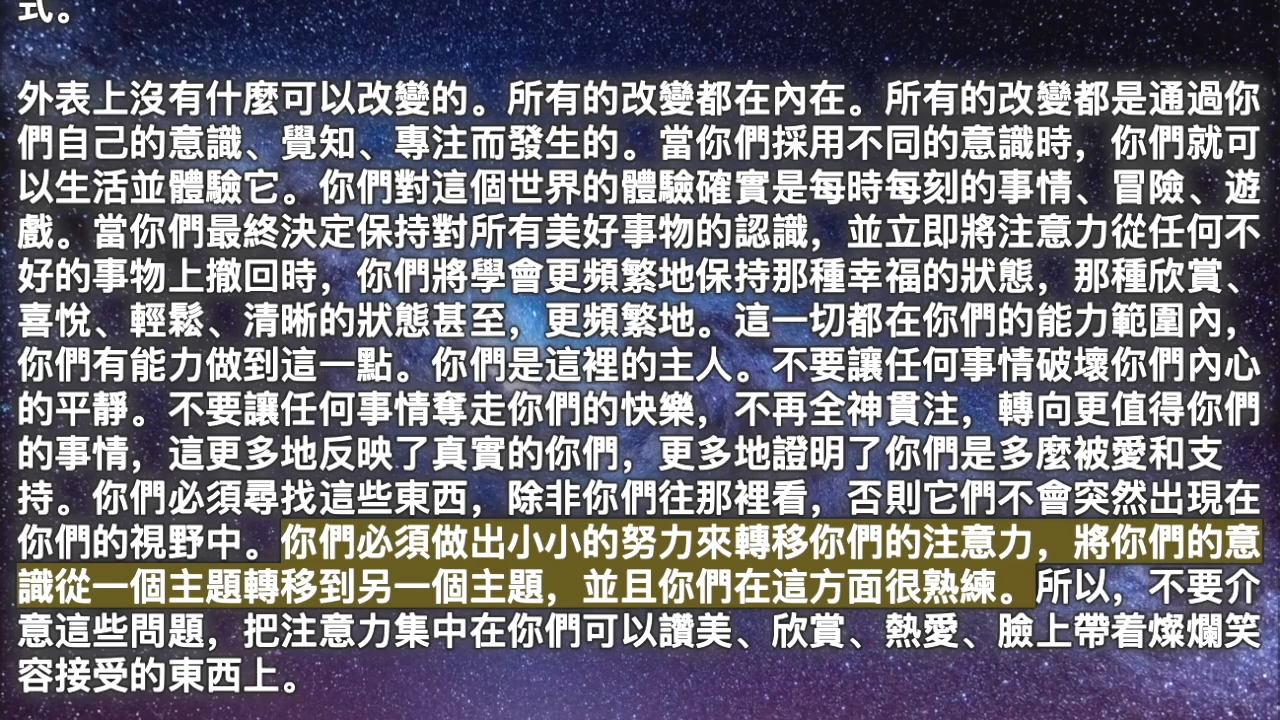 式。
外表上沒有什麼可以改變的。所有的改變都在內在。所有的改變都是通過你
們自己的意識、覺知、專注而發生的。當你們採用不同的意識時，你們就可
以生活並體驗它。你們對這個世界的體驗確實是每時每刻的事情、冒險、遊
戲。當你們最終決定保持對所有美好事物的認識，並立即將注意力從任何不
好的事物上撤回時，你們將學會更頻繁地保持那種幸福的狀態，那種欣賞、
喜悅、輕鬆、清晰的狀態甚至，更頻繁地。這一切都在你們的能力範圍內，
你們有能力做到這一點。你們是這裡的主人。不要讓任何事情破壞你們內心
的平靜。不要讓任何事情奪走你們的快樂，不再全神貫注，轉向更值得你們
的事情，這更多地反映了真實的你們，更多地證明了你們是多麼被愛和支
持。你們必須尋找這些東西，除非你們往那裡看，否則它們不會突然出現在
你們的視野中。你們必須做出小小的努力來轉移你們的注意力，將你們的意
識從一個主題轉移到另一個主題，並且你們在這方面很熟練。所以，不要介
意這些問題，把注意力集中在你們可以讚美、欣賞、熱愛、臉上帶着燦爛笑
容接受的東西上。